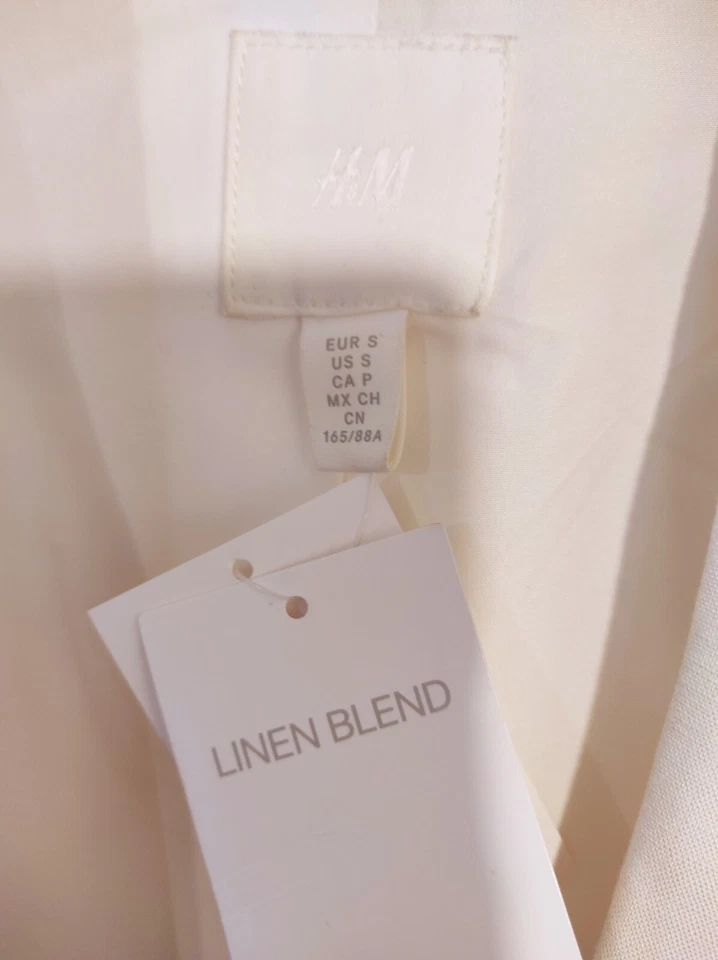 H&M
EUR S
US S
CA P
MX CH
CN
165/88A
LINEN BLEND